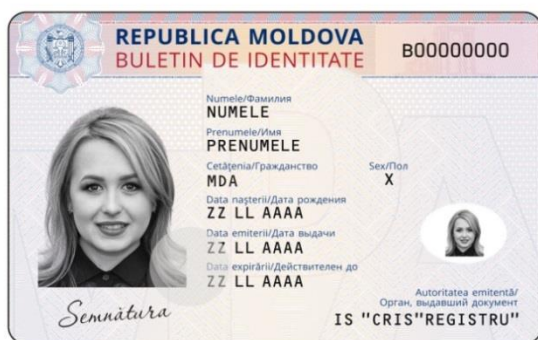 REPUBLICA MOLDOVA
BULETIN DE IDENTITATE
B00000000
Numele/Фамилия
NUMELE
Prenumele/Имя
PRENUMELE
Cetățenia/Гражданство
MDA
Sex/Пол
X
Data nașterii/Дата рождения
ZZ LL AAAA
Data emiterii/Дата выдачи
ZZ LL AAAA
Data expirării/Действителен до
ZZ LL AAAA
Semnătura
Autoritatea emitentă/
Орган, выдавший документ
IS "CRIS"REGISTRU"